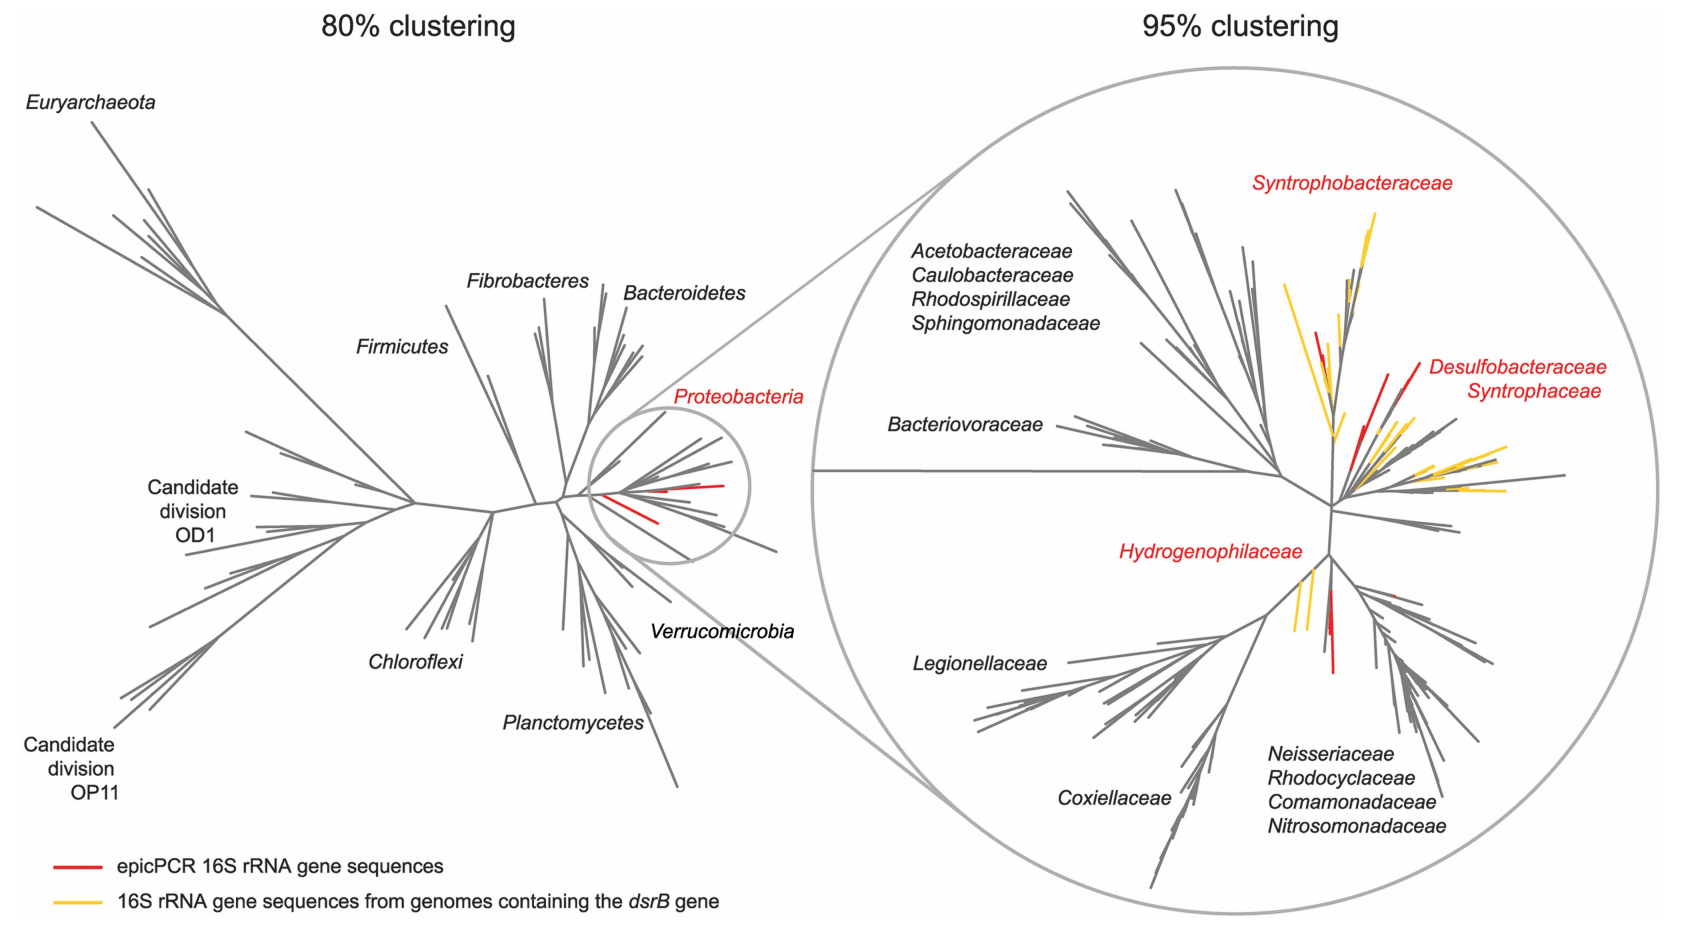 80% clustering
95% clustering
Euryarchaeota
Syntrophobacteraceae
Acetobacteraceae
Caulobacteraceae
Rhodospirillaceae
Sphingomonadaceae
Fibrobacteres
Bacteroidetes
Firmicutes
Proteobacteria
Desulfobacteraceae
Syntrophaceae
Bacteriovoraceae
Candidate
division
OD1
Hydrogenophilaceae
Verrucomicrobia
Chloroflexi
Legionellaceae
Planctomycetes
Candidate
division
OP11
Coxiellaceae
Neisseriaceae
Rhodocyclaceae
Comamonadaceae
Nitrosomonadaceae
epicPCR 16S rRNA gene sequences
16S rRNA gene sequences from genomes containing the dsrB gene